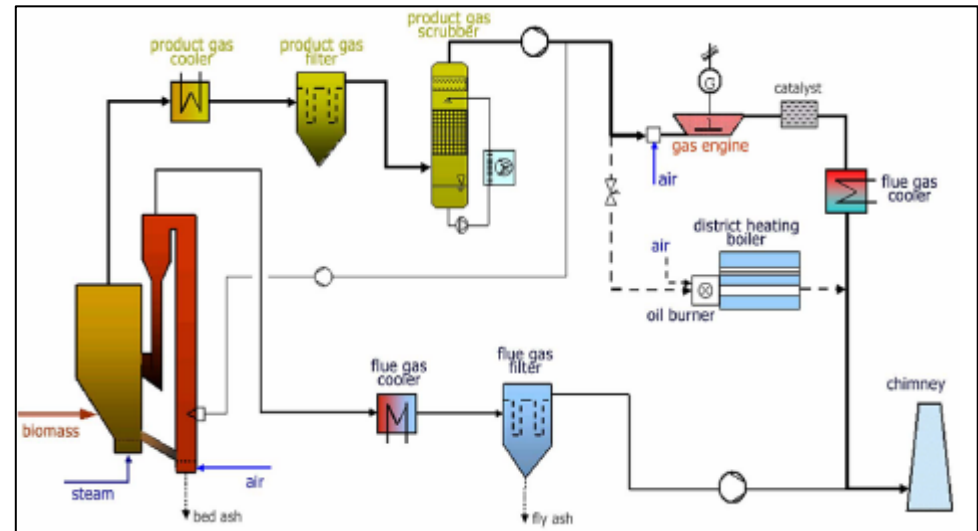 product gas
cooler
product gas
filter
product gas
scrubber
G
catalyst
gas engine
air
flue gas
cooler
district heating
boiler
air
oil burner
flue gas
cooler
flue gas
filter
chimney
biomass
steam
air
bed ash
fly ash